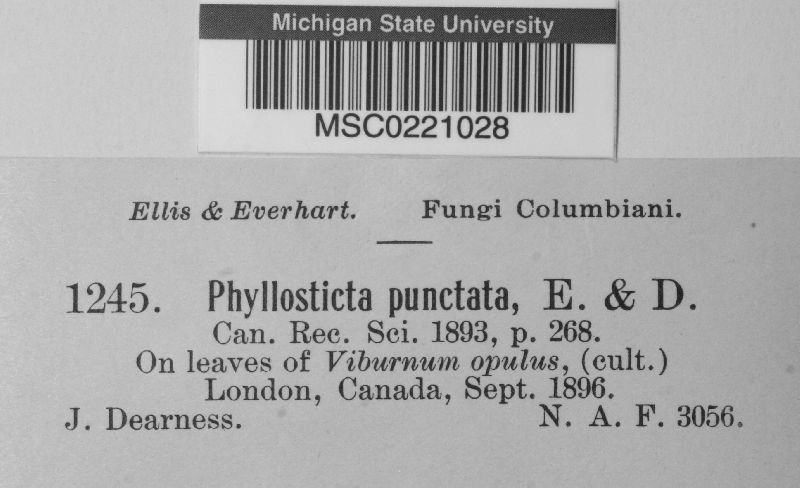 Michigan State University
MSC0221028
Ellis & Everhart. Fungi Columbiani.
1245. Phyllosticta punctata, E. & D.
Can. Rec. Sci. 1893, p. 268.
On leaves of Viburnum opulus, (cult.)
London, Canada, Sept. 1896.
J. Dearness. N. A. F. 3056.